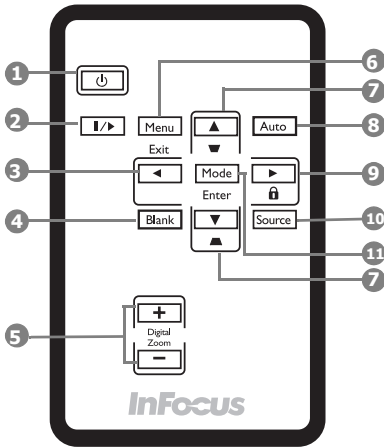 1
6
7
2
II/▶
Menu
Auto
8
Exit
3
Mode
9
Enter
4
Blank
Source
10
11
7
5
+
Digital
Zoom
−
InFocus